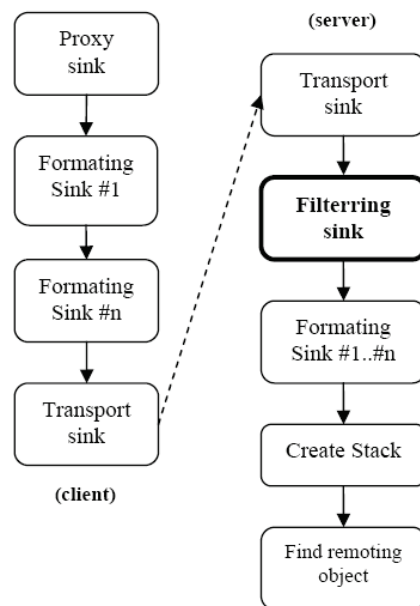 Proxy
sink
Formating
Sink #1
Formating
Sink #n
Transport
sink
(client)
(server)
Transport
sink
Filterring
sink
Formating
Sink #1..#n
Create Stack
Find remoting
object